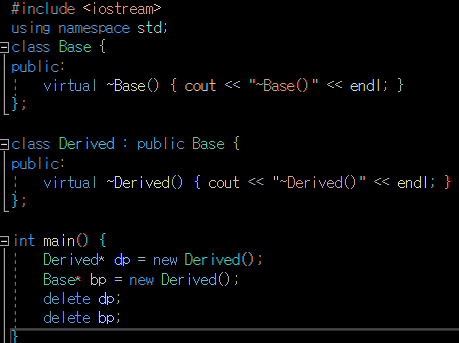 #include <iostream>
using namespace std;
class Base {
public:
    virtual ~Base() { cout << "~Base()" << endl; }
};

class Derived : public Base {
public:
    virtual ~Derived() { cout << "~Derived()" << endl; }
};

int main() {
    Derived* dp = new Derived();
    Base* bp = new Derived();
    delete dp;
    delete bp;
}